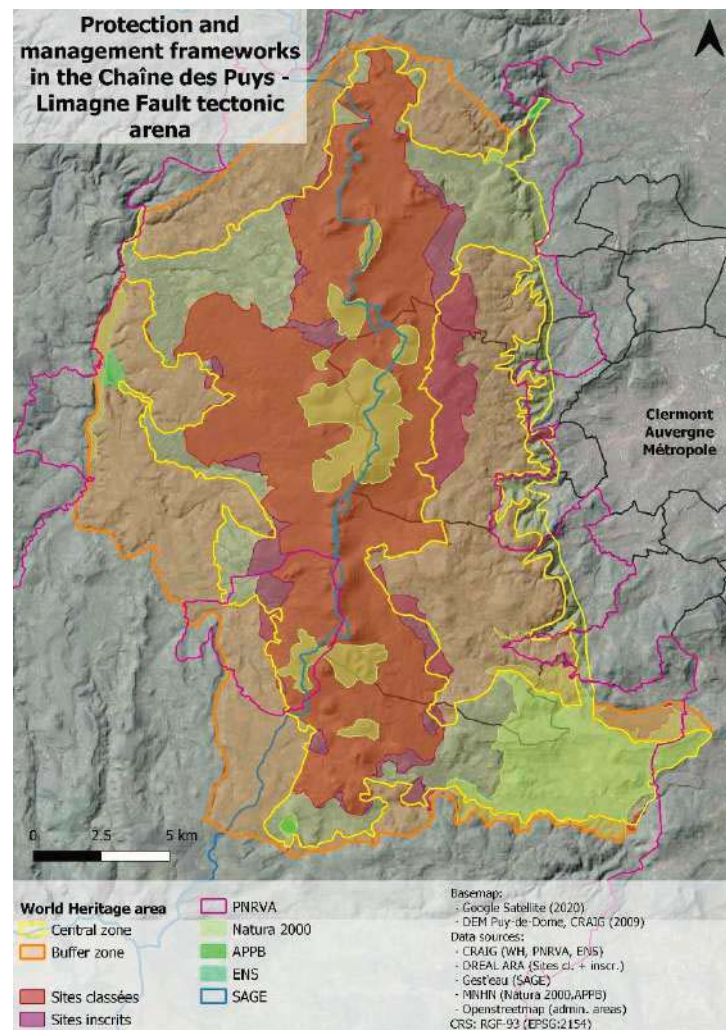 Protection and
management frameworks
in the Chaîne des Puys -
Limagne Fault tectonic
arena
Clermont
Auvergne
Métropole
0 2.5 5 km
World Heritage area
Central zone
Buffer zone
Sites classées
Sites inscrits
PNRVA
Natura 2000
APPB
ENS
SAGE
Basemap:
- Google Satéllite (2020)
- DEM Puy-de-Dome, CRAIG (2009)
Data sources:
- CRAIG (WH, PNRVA, ENS)
- DREAL ARA (Sites cl. + inscr.)
- Gest'eau (SAGE)
- MNHN (Natura 2000,APPB)
- Openstreetmap (admin. areas)
CRS: RGF-93 (EPSG:2154)